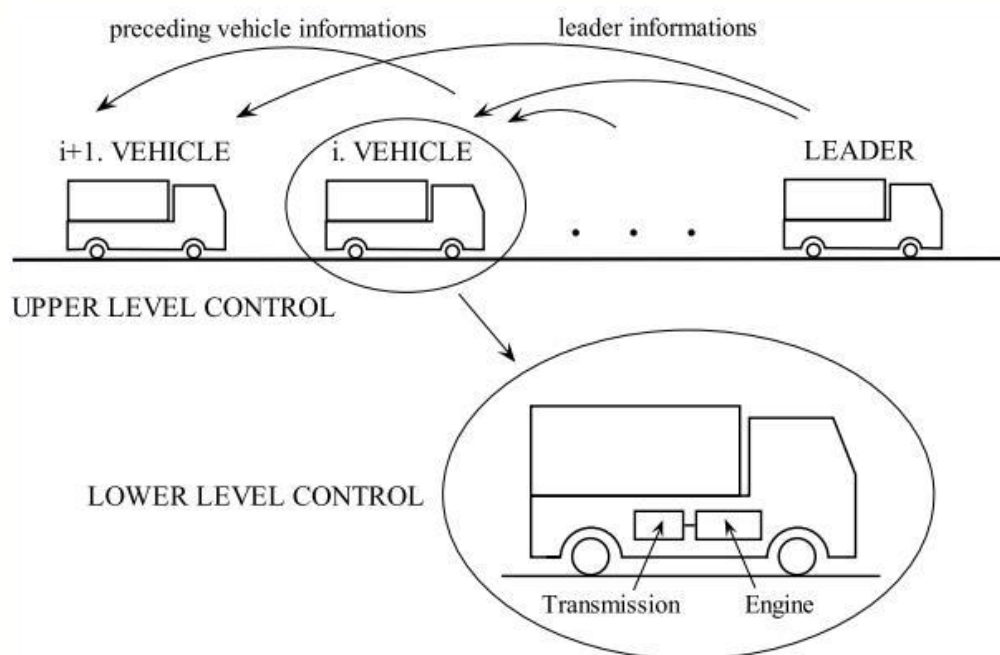 preceding vehicle informations
leader informations
i+1. VEHICLE
i. VEHICLE
LEADER
UPPER LEVEL CONTROL
LOWER LEVEL CONTROL
Transmission
Engine